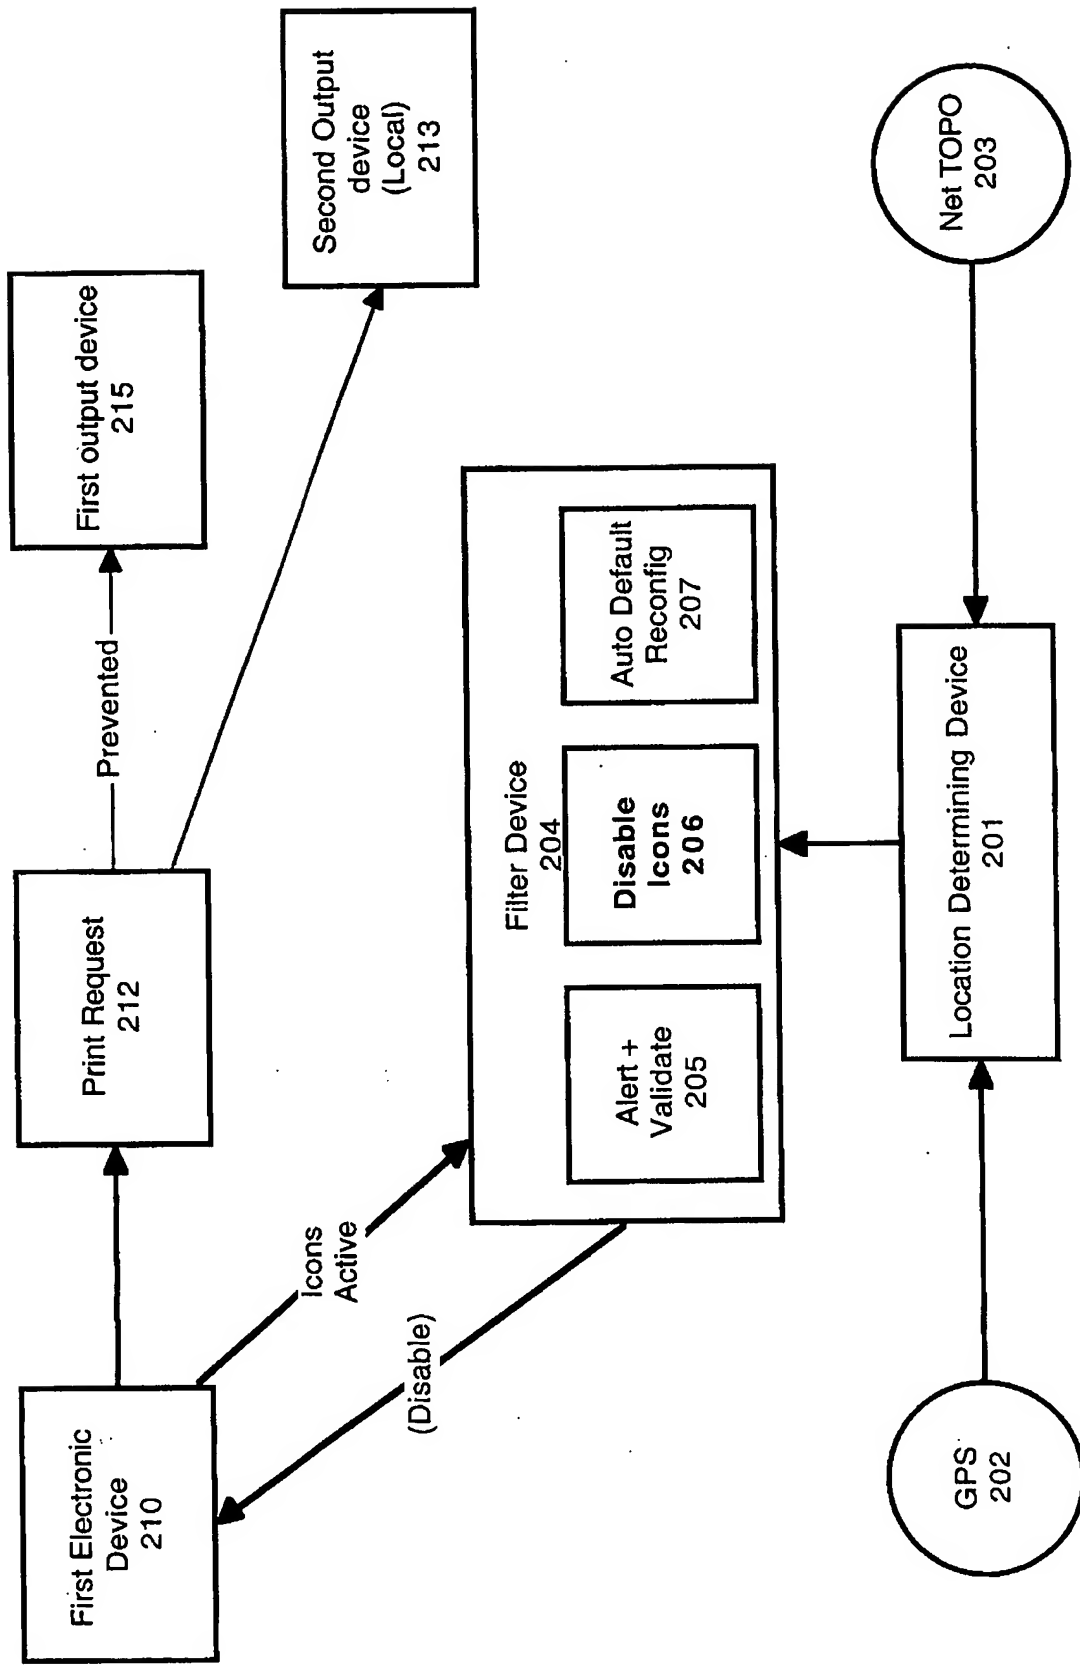 First Electronic
Device
210
Print Request
212
Prevented
First output device
215
Second Output
device
(Local)
213
Icons
Active
(Disable)
Filter Device
204
Alert +
Validate
205
Disable
Icons
206
Auto Default
Reconfig
207
GPS
202
Location Determining Device
201
Net TOPO
203